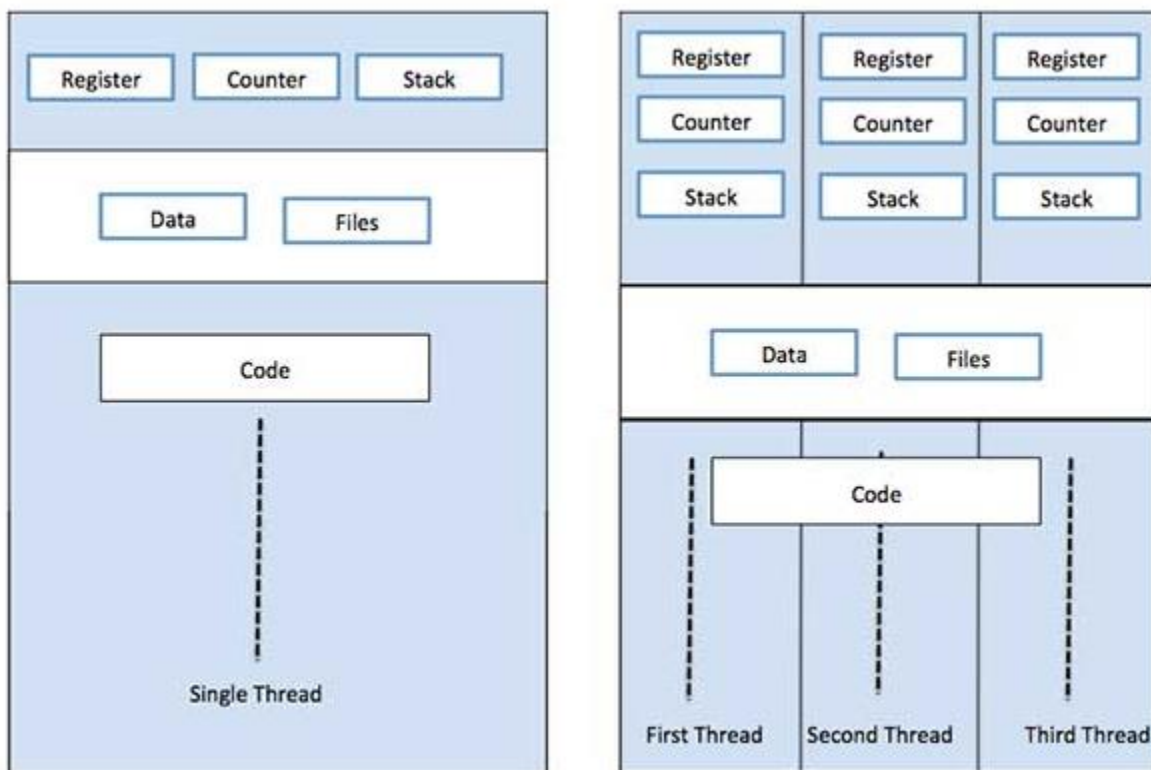 Register Counter Stack
Data Files
Code
Single Thread
Register Register Register
Counter Counter Counter
Stack Stack Stack
Data Files
Code
First Thread Second Thread Third Thread